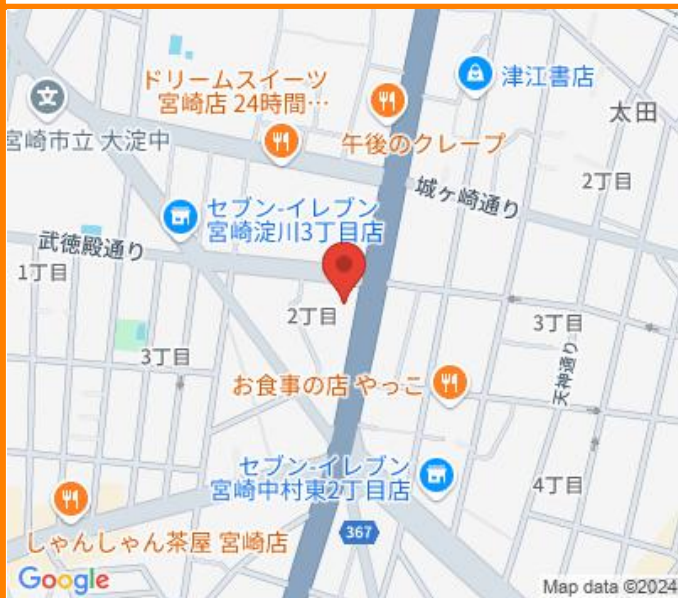 ドリームスイーツ
宮崎店 24時間…
津江書店
太田
宮崎市立 大淀中
午後のクレープ
2丁目
城ヶ崎通り
セブン-イレブン
宮崎淀川3丁目店
武徳殿通り
1丁目
2丁目
3丁目
3丁目
天神通り
お食事の店 やっこ
セブン-イレブン
宮崎中村東2丁目店
4丁目
しゃんしゃん茶屋 宮崎店
367
Google
Map data ©2024